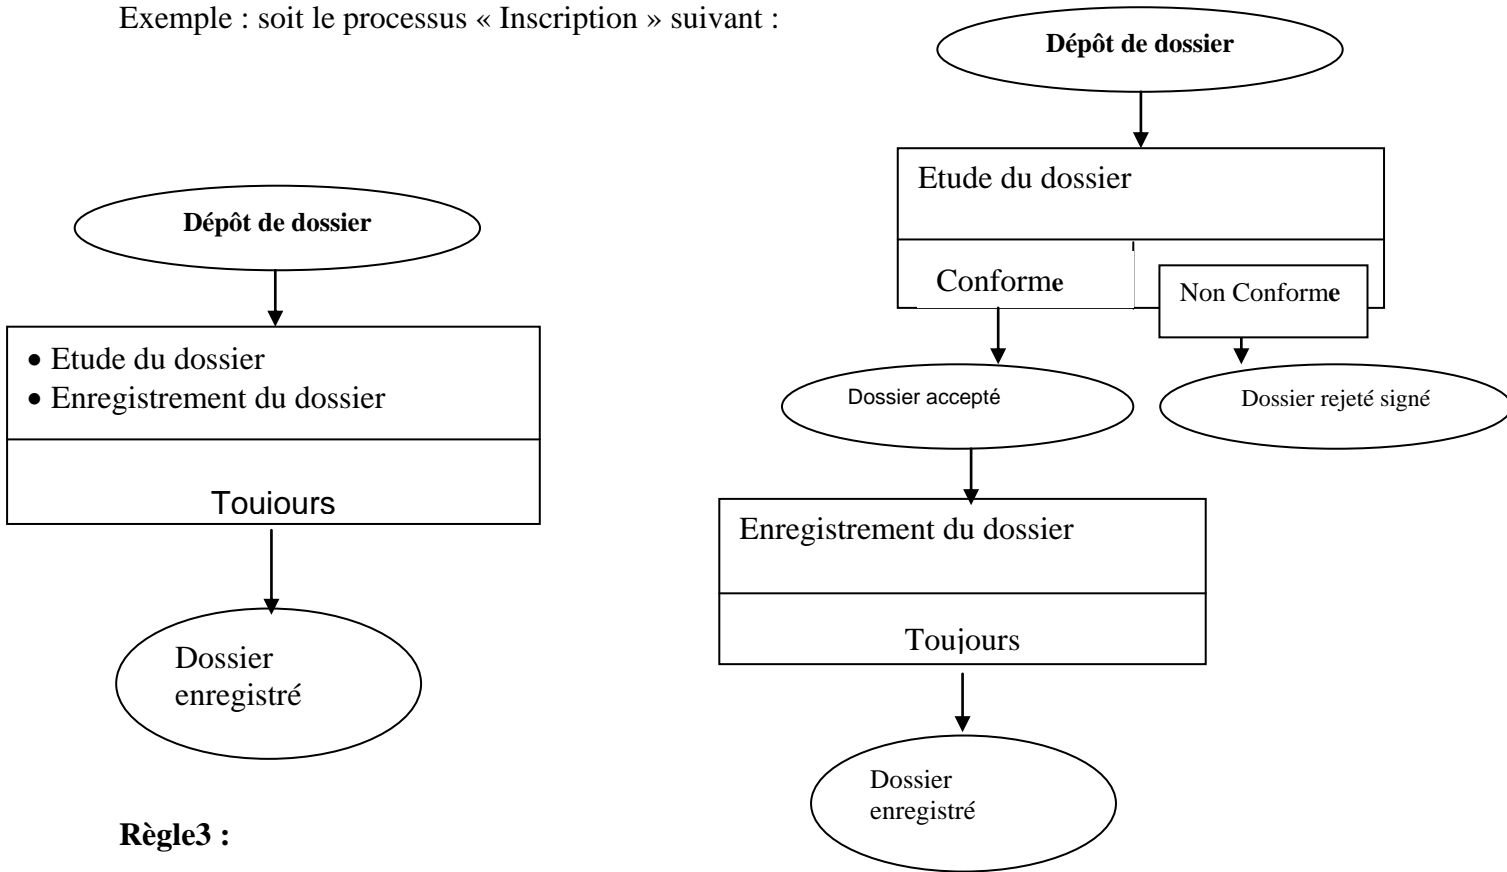 Exemple : soit le processus « Inscription » suivant :
Dépôt de dossier
• Etude du dossier
• Enregistrement du dossier
Toujours
Dossier
enregistré
Règle3 :
Dépôt de dossier
Etude du dossier
Conforme
Non Conforme
Dossier accepté
Dossier rejeté signé
Enregistrement du dossier
Toujours
Dossier
enregistré